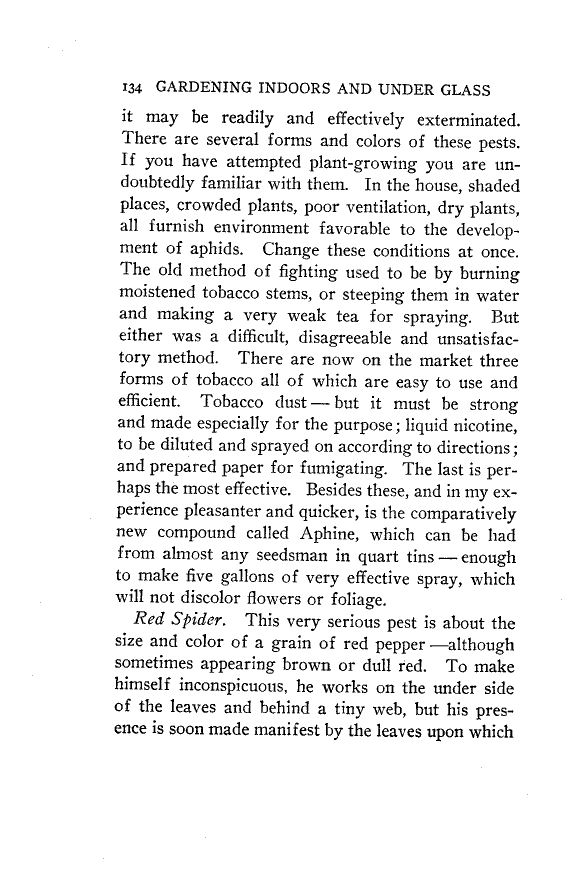 134 GARDENING INDOORS AND UNDER GLASS
it may be readily and effectively exterminated.
There are several forms and colors of these pests.
If you have attempted plant-growing you are un-
doubtedly familiar with them. In the house, shaded
places, crowded plants, poor ventilation, dry plants,
all furnish environment favorable to the develop-
ment of aphids. Change these conditions at once.
The old method of fighting used to be by burning
moistened tobacco stems, or steeping them in water
and making a very weak tea for spraying. But
either was a difficult, disagreeable and unsatisfac-
tory method. There are now on the market three
forms of tobacco all of which are easy to use and
efficient. Tobacco dust — but it must be strong
and made especially for the purpose; liquid nicotine,
to be diluted and sprayed on according to directions;
and prepared paper for fumigating. The last is per-
haps the most effective. Besides these, and in my ex-
perience pleasanter and quicker, is the comparatively
new compound called Aphine, which can be had
from almost any seedsman in quart tins — enough
to make five gallons of very effective spray, which
will not discolor flowers or foliage.
Red Spider. This very serious pest is about the
size and color of a grain of red pepper —although
sometimes appearing brown or dull red. To make
himself inconspicuous, he works on the under side
of the leaves and behind a tiny web, but his pres-
ence is soon made manifest by the leaves upon which